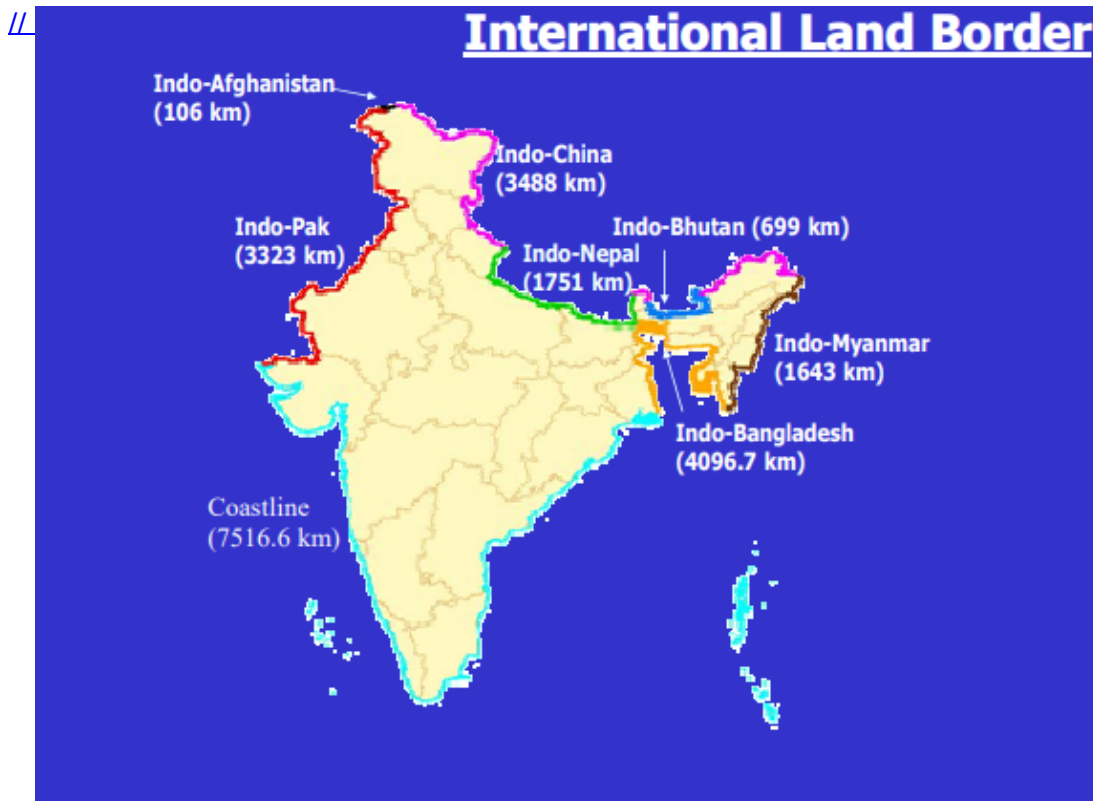 //
International Land Border
Indo-Afghanistan
(106 km)
Indo-China
(3488 km)
Indo-Pak
(3323 km)
Indo-Bhutan (699 km)
Indo-Nepal
(1751 km)
Indo-Myanmar
(1643 km)
Indo-Bangladesh
(4096.7 km)
Coastline
(7516.6 km)